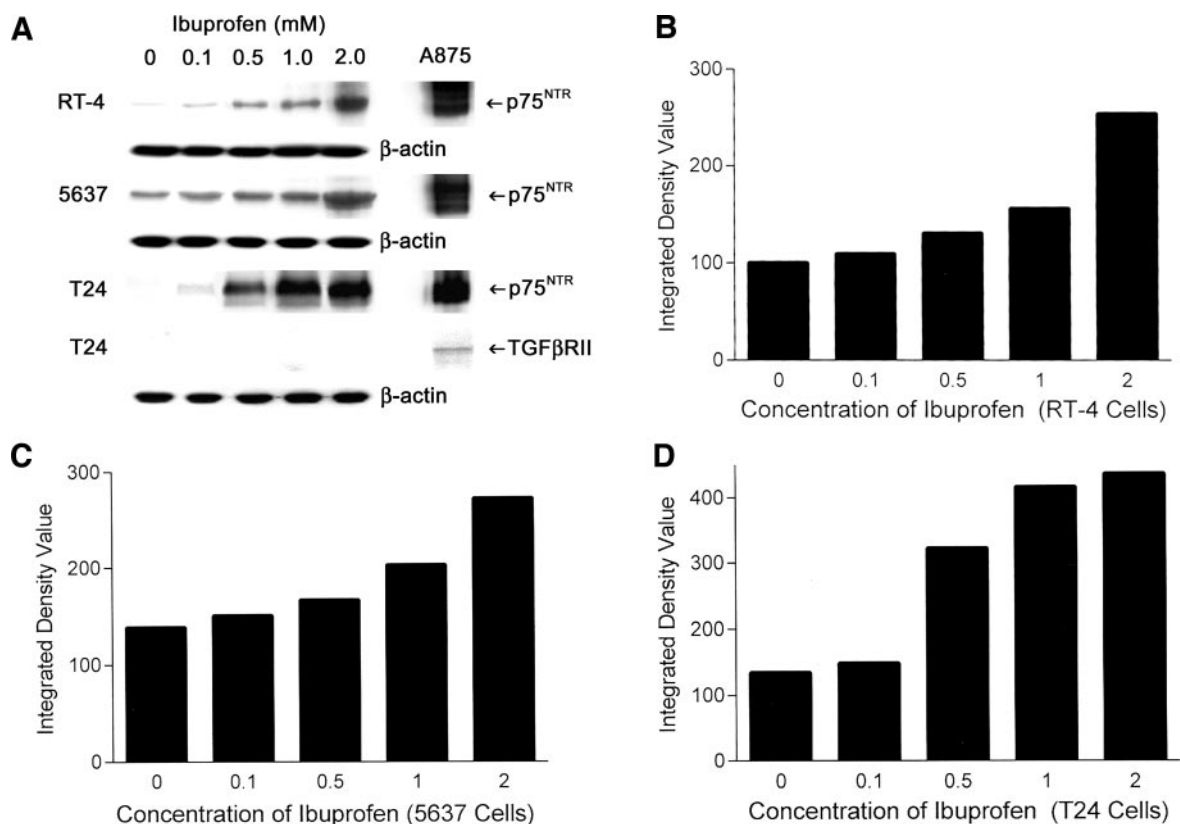 A
Ibuprofen (mM)
0 0.1 0.5 1.0 2.0 A875
RT-4 ←p75NTR
β-actin
5637 ←p75NTR
β-actin
T24 ←p75NTR
T24 ←TGFβRII
β-actin
B
Integrated Density Value
300
200
100
0
0 0.1 0.5 1 2
Concentration of Ibuprofen (RT-4 Cells)
C
Integrated Density Value
300
200
100
0
0 0.1 0.5 1 2
Concentration of Ibuprofen (5637 Cells)
D
Integrated Density Value
400
300
200
100
0
0 0.1 0.5 1 2
Concentration of Ibuprofen (T24 Cells)